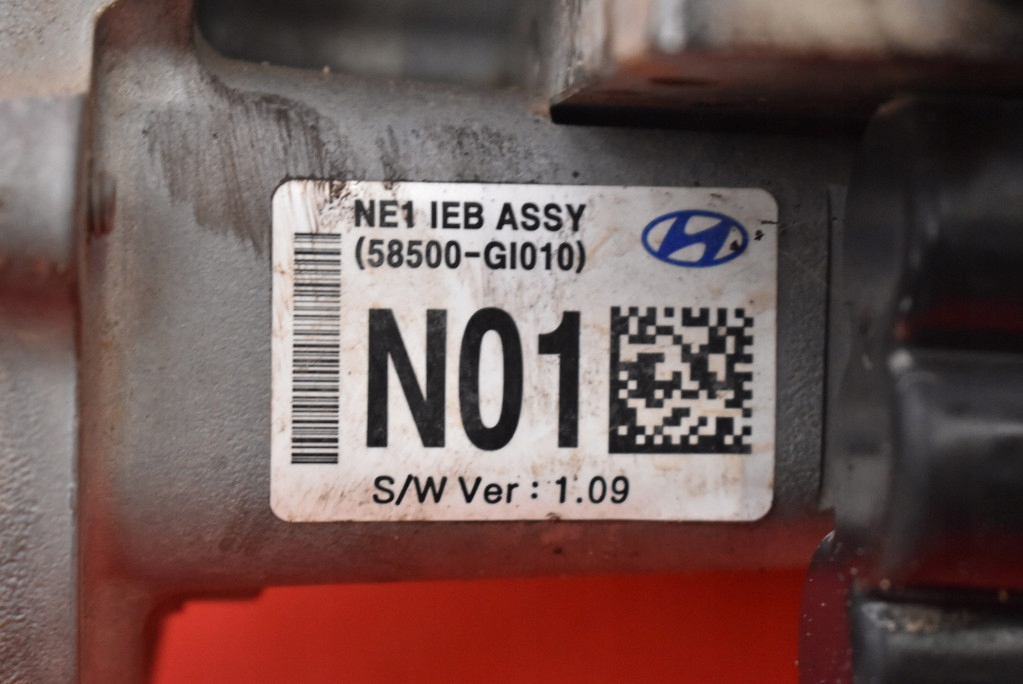 NE1 IEB ASSY
(58500-GI010)
N01
S/W Ver : 1.09